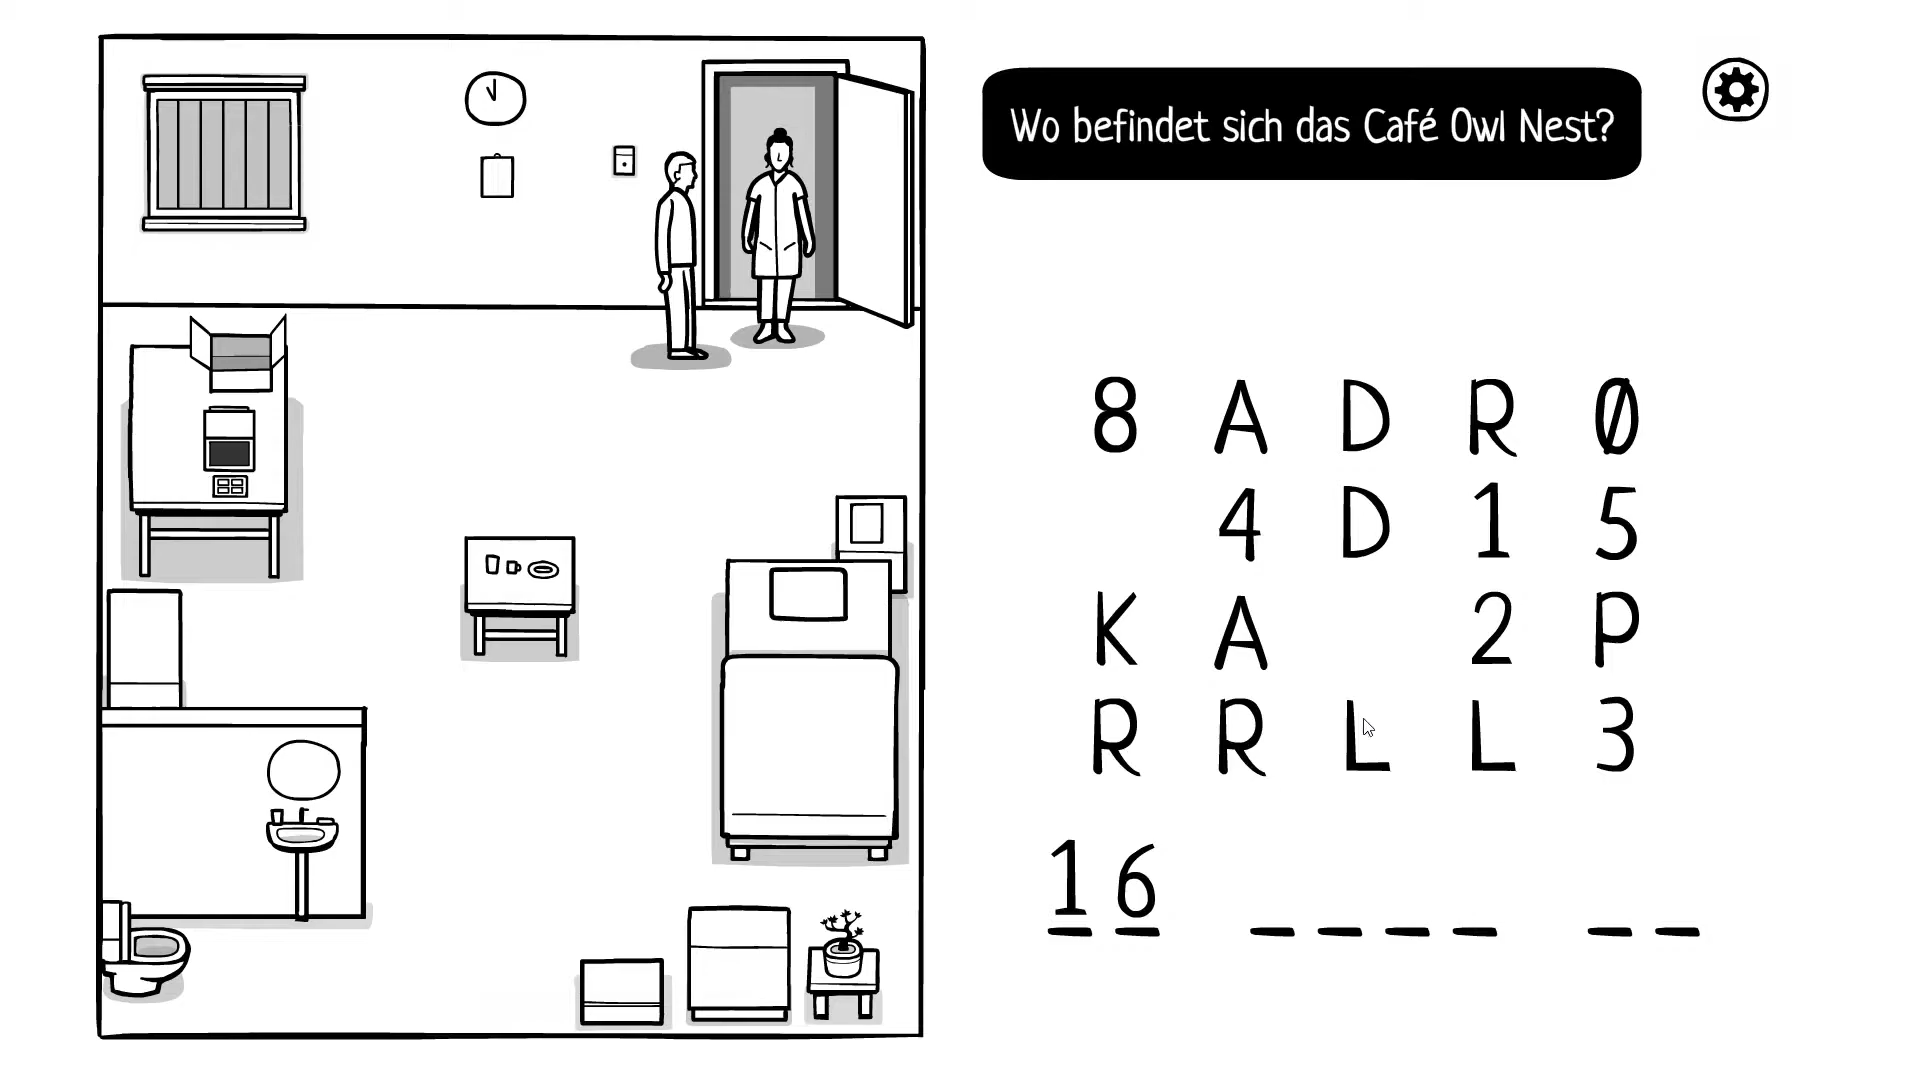 Wo befindet sich das Café Owl Nest?
8 A D R 0
4 D 1 5
K A 2 P
R R L L 3
16 _ _ _ _ _ _